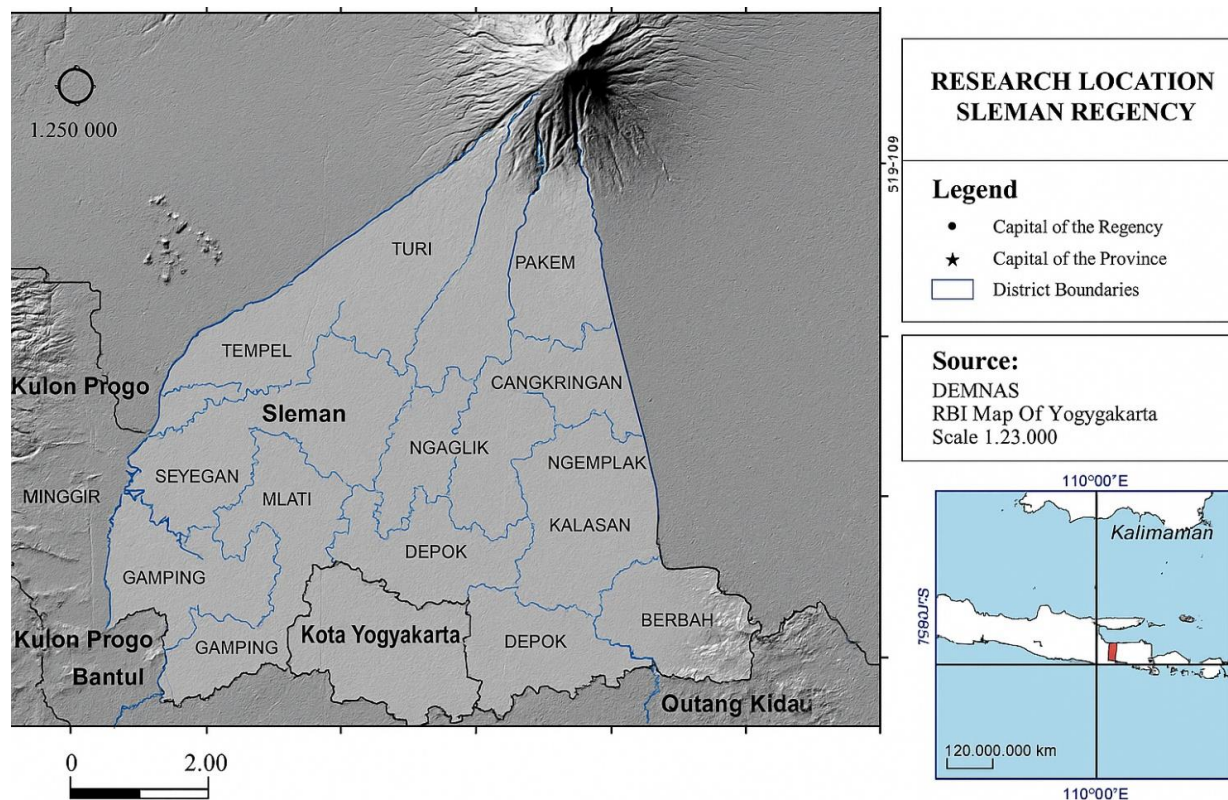 1.250 000
TURI
PAKEM
TEMPEL
Kulon Progo
CANGKRINGAN
Sleman
NGAGLIK
NGEMPLAK
SEYEGAN
MLATI
MINGGIR
KALASAN
DEPOK
GAMPING
BERBAH
Kulon Progo
Kota Yogyakarta
GAMPING
DEPOK
Bantul
Outang Kidau
0 2.00
519-109
RESEARCH LOCATION
SLEMAN REGENCY
Legend
Capital of the Regency
Capital of the Province
District Boundaries
Source:
DEMNAS
RBI Map Of Yogygakarta
Scale 1.23.000
110°00°E
Kalimaman
120.000.000 km
110°00°E